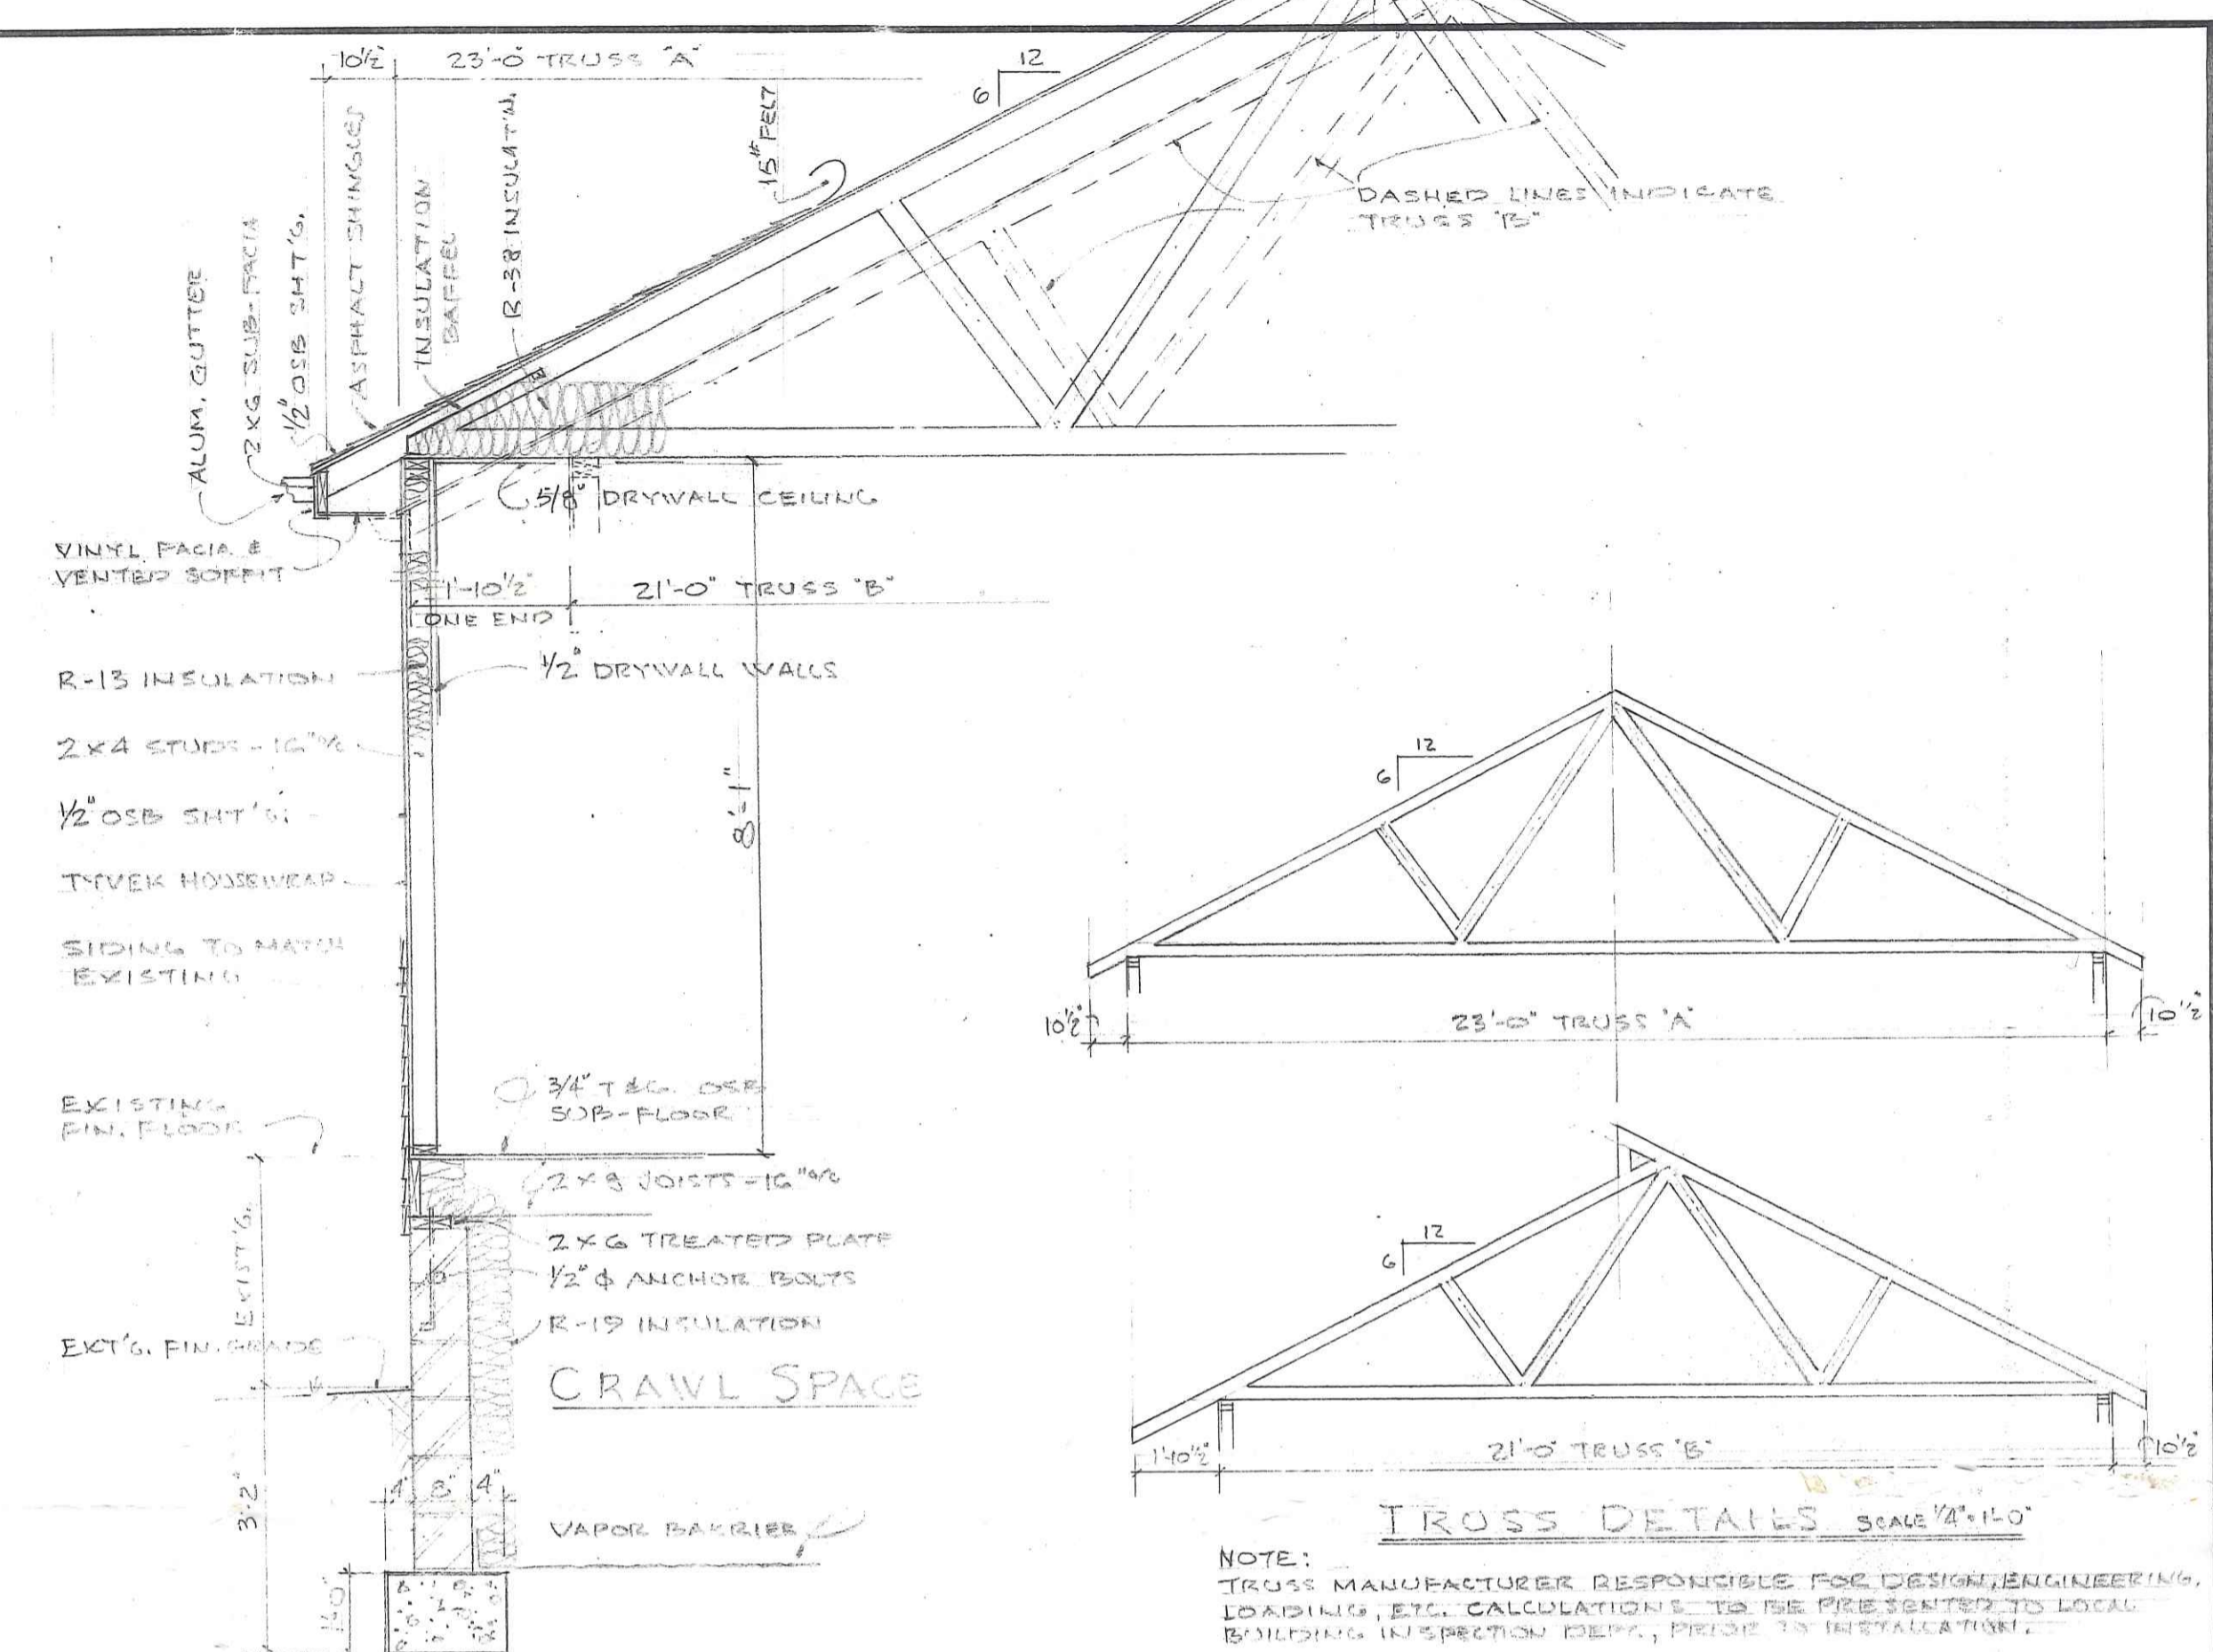 10½" 23'-0" TRUSS "A"
12
6
ALUM. GUTTER
2X6 SUB-FACIA
1/2" OSB SHT'G.
ASPHALT SHINGLES
INSULATION
BAFFEL
R-38 INSULAT'N.
15# FELT
DASHED LINES INDICATE
TRUSS "B"
5/8" DRYWALL CEILING
VINYL FACIA &
VENTED SOFFIT
1'-10½" 21'-0" TRUSS "B"
ONE END
1/2" DRYWALL WALLS
R-13 INSULATION
2X4 STUDS - 16" o/c
1/2" OSB SHT'G.
TYVEK HOUSEWRAP
SIDING TO MATCH
EXISTING
8'-1"
EXISTING
FIN. FLOOR
3/4" T&G. OSB
SUB-FLOOR
2X8 JOISTS - 16" o/c
2X6 TREATED PLATE
1/2" ϕ ANCHOR BOLTS
R-19 INSULATION
CRAWL SPACE
EXIST'G.
EXT'G. FIN. GRADE
3'-2"
4" 8" 4"
VAPOR BARRIER
1'-0"
12
6
10½" 23'-0" TRUSS "A" 10½"
12
6
1'-10½" 21'-0" TRUSS "B" 10½"
TRUSS DETAILS SCALE 1/4" = 1'-0"
NOTE:
TRUSS MANUFACTURER RESPONSIBLE FOR DESIGN, ENGINEERING,
LOADING, ETC. CALCULATIONS TO BE PRESENTED TO LOCAL
BUILDING INSPECTION DEPT., PRIOR TO INSTALLATION.